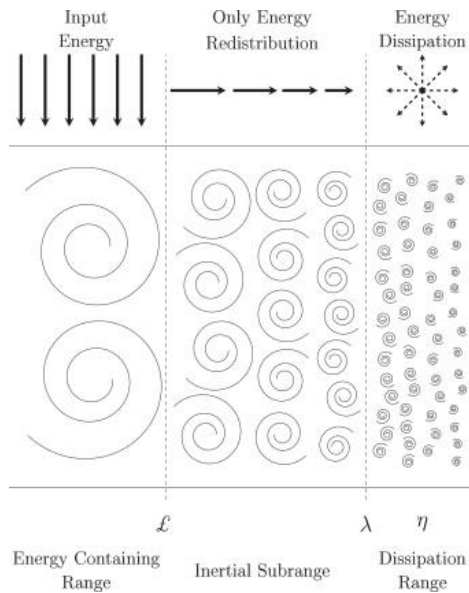 Input
Energy
Only Energy
Redistribution
Energy
Dissipation
£
λ
η
Energy Containing
Range
Inertial Subrange
Dissipation
Range